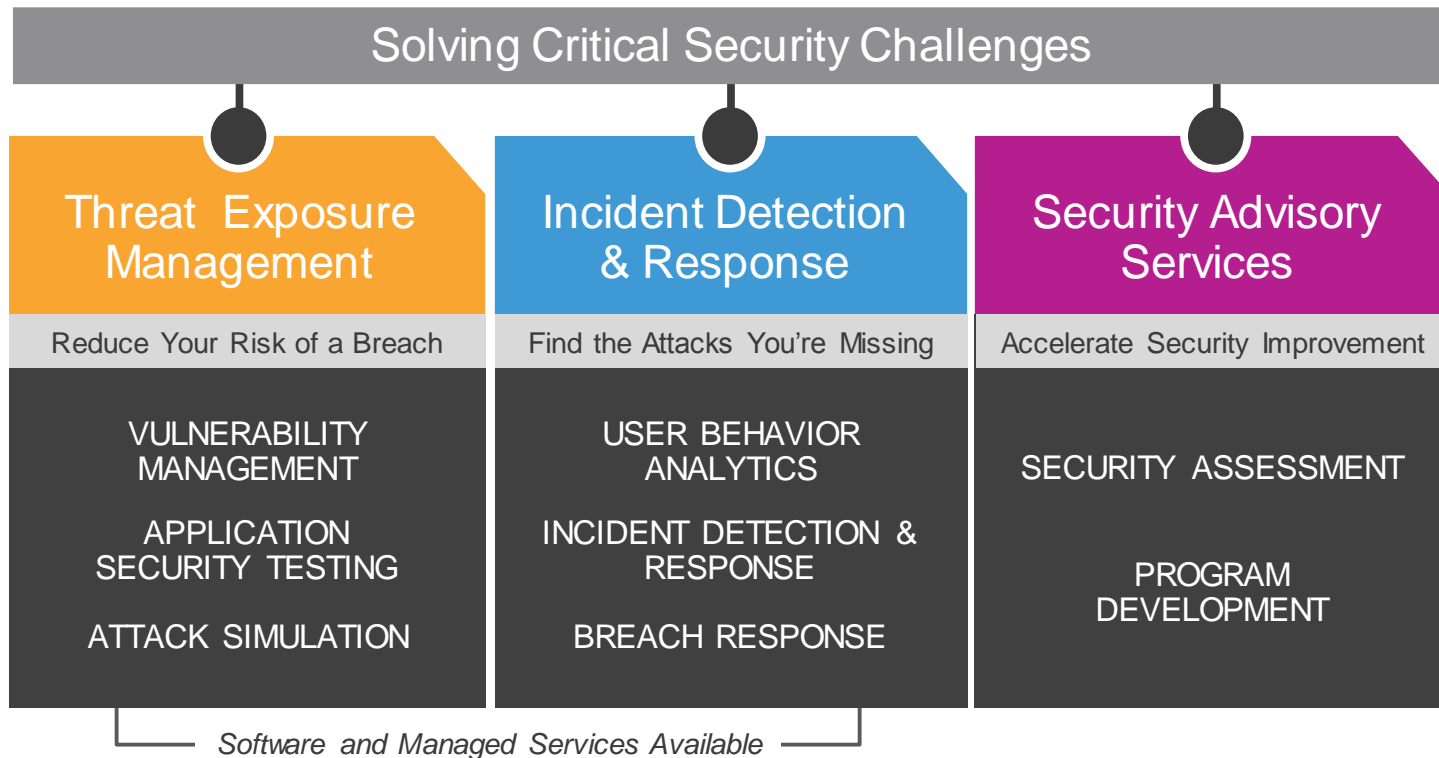 Solving Critical Security Challenges
Threat Exposure
Management
Reduce Your Risk of a Breach
VULNERABILITY
MANAGEMENT
APPLICATION
SECURITY TESTING
ATTACK SIMULATION
Incident Detection
& Response
Find the Attacks You're Missing
USER BEHAVIOR
ANALYTICS
INCIDENT DETECTION &
RESPONSE
BREACH RESPONSE
Security Advisory
Services
Accelerate Security Improvement
SECURITY ASSESSMENT
PROGRAM
DEVELOPMENT
Software and Managed Services Available